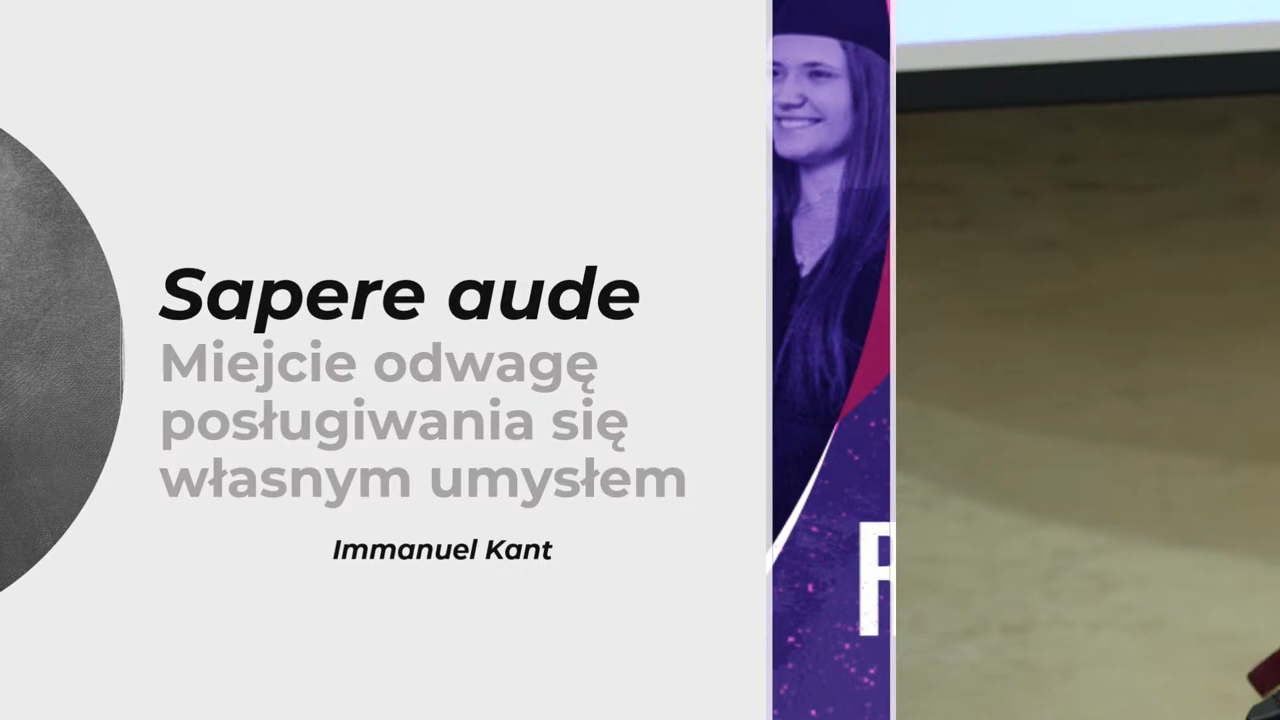 Sapere aude
Miejcie odwagę
posługiwania się
własnym umysłem
Immanuel Kant